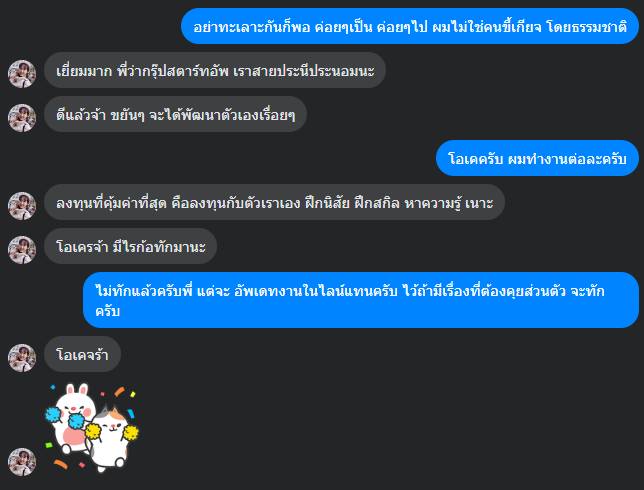 อย่าทะเลาะกันก็พอ ค่อยๆเป็น ค่อยๆไป ผมไม่ใช่คนขี้เกียจ โดยธรรมชาติ
เยี่ยมมาก พี่ว่ากรุ๊ปสตาร์ทอัพ เราสายประนีประนอมนะ
ดีแล้วจ้า ขยันๆ จะได้พัฒนาตัวเองเรื่อยๆ
โอเคครับ ผมทำงานต่อละครับ
ลงทุนที่คุ้มค่าที่สุด คือลงทุนกับตัวเราเอง ฝึกนิสัย ฝึกสกิล หาความรู้ เนาะ
โอเครจ้า มีไรก้อทักมานะ
ไม่ทักแล้วครับพี่ แต่จะ อัพเดทงานในไลน์แทนครับ ไว้ถ้ามีเรื่องที่ต้องคุยส่วนตัว จะทัก
ครับ
โอเคจร้า